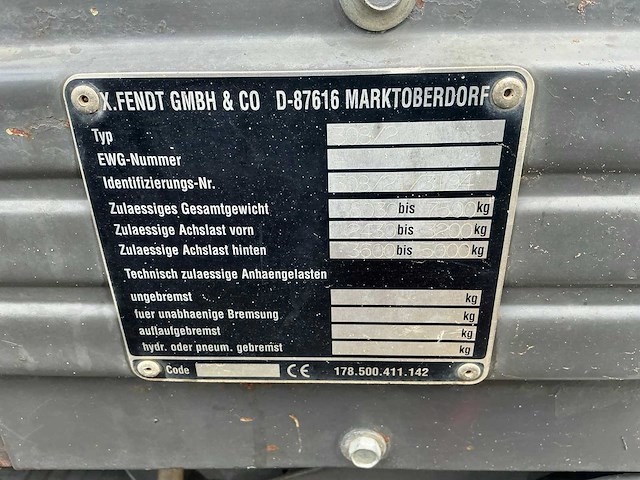 X.FENDT GMBH & CO D-87616 MARKTOBERDORF
Typ
EWG-Nummer
Identifizierungs-Nr.
Zulaessiges Gesamtgewicht bis kg
Zulaessige Achslast vorn bis kg
Zulaessige Achslast hinten bis kg
Technisch zulaessige Anhaengelasten
ungebremst kg
fuer unabhaenige Bremsung kg
auflaufgebremst kg
hydr. oder pneum. gebremst kg
Code CE 178.500.411.142